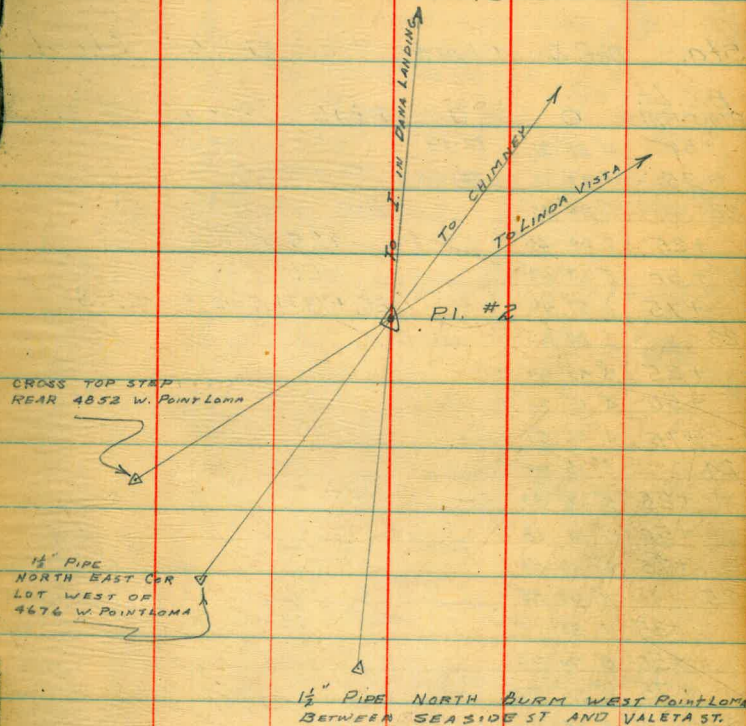 TO I. IN DANA LANDING
TO CHIMNEY
TO LINDA VISTA
P.I. #2
CROSS TOP STEP
REAR 4852 W. POINT LOMA
1½" PIPE
NORTH EAST COR
LOT WEST OF
4676 W. POINT LOMA
1½" PIPE NORTH BURM WEST POINT LOMA
BETWEEN SEASIDE ST AND VALETA ST.